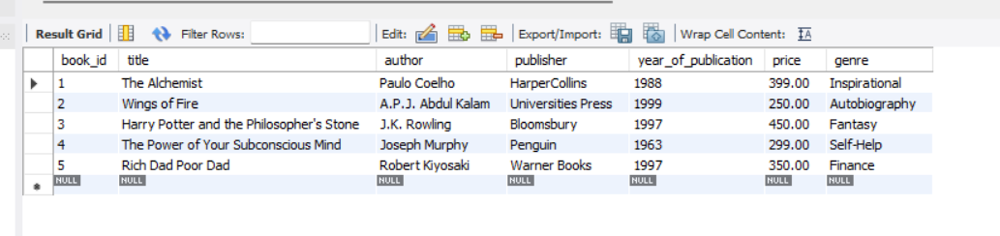 Result Grid Filter Rows: Edit: Export/Import: Wrap Cell Content: IA
book_id title author publisher year_of_publication price genre
1 The Alchemist Paulo Coelho HarperCollins 1988 399.00 Inspirational
2 Wings of Fire A.P.J. Abdul Kalam Universities Press 1999 250.00 Autobiography
3 Harry Potter and the Philosopher's Stone J.K. Rowling Bloomsbury 1997 450.00 Fantasy
4 The Power of Your Subconscious Mind Joseph Murphy Penguin 1963 299.00 Self-Help
5 Rich Dad Poor Dad Robert Kiyosaki Warner Books 1997 350.00 Finance
NULL NULL NULL NULL NULL NULL NULL